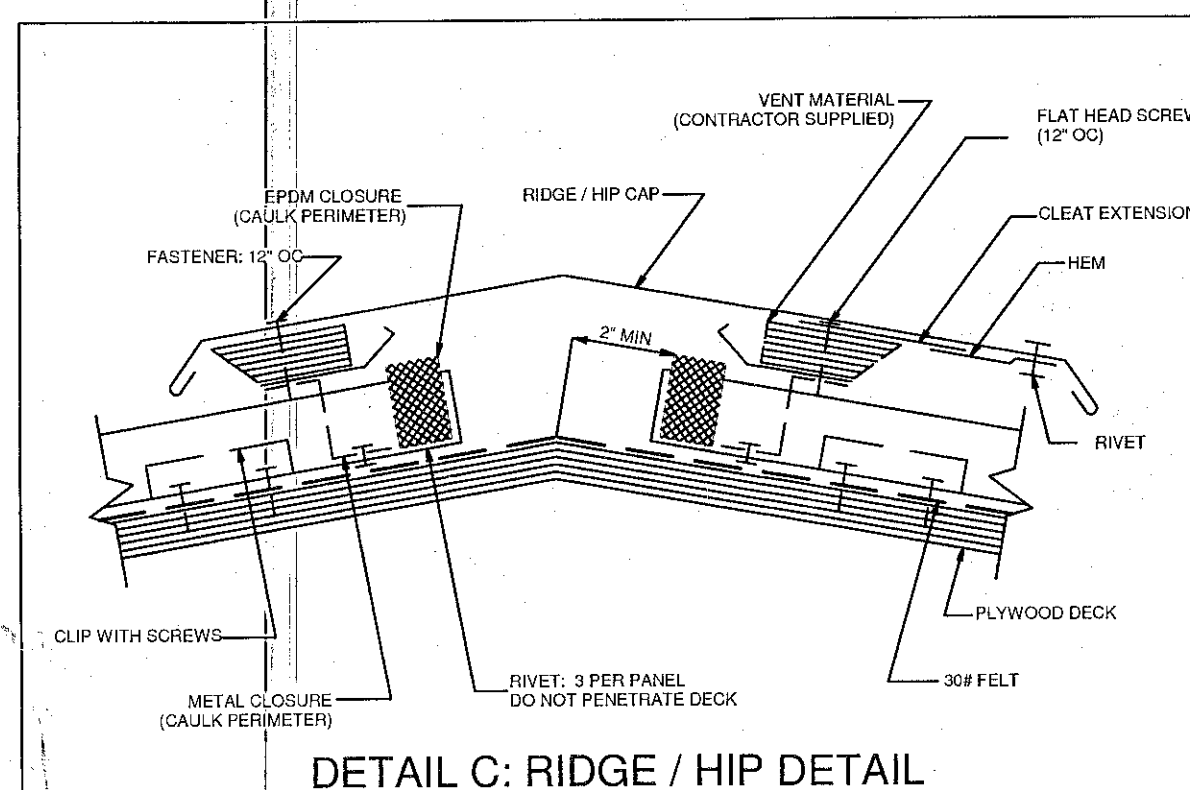 VENT MATERIAL
(CONTRACTOR SUPPLIED)
FLAT HEAD SCREW
(12" OC)
EPDM CLOSURE
(CAULK PERIMETER)
RIDGE / HIP CAP
CLEAT EXTENSION
FASTENER: 12" OC
HEM
2" MIN
RIVET
PLYWOOD DECK
CLIP WITH SCREWS
METAL CLOSURE
(CAULK PERIMETER)
RIVET: 3 PER PANEL
DO NOT PENETRATE DECK
30# FELT
DETAIL C: RIDGE / HIP DETAIL